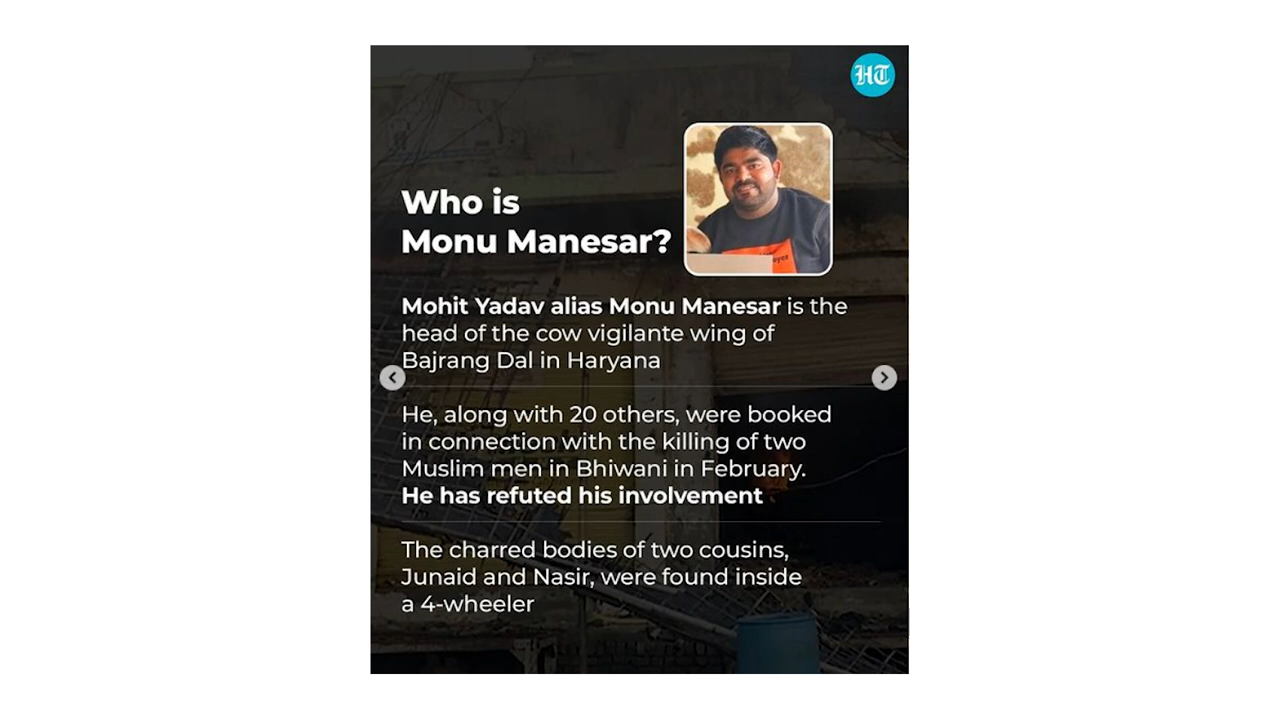 HT
Who is
Monu Manesar?
Mohit Yadav alias Monu Manesar is the
head of the cow vigilante wing of
Bajrang Dal in Haryana
He, along with 20 others, were booked
in connection with the killing of two
Muslim men in Bhiwani in February.
He has refuted his involvement
The charred bodies of two cousins,
Junaid and Nasir, were found inside
a 4-wheeler